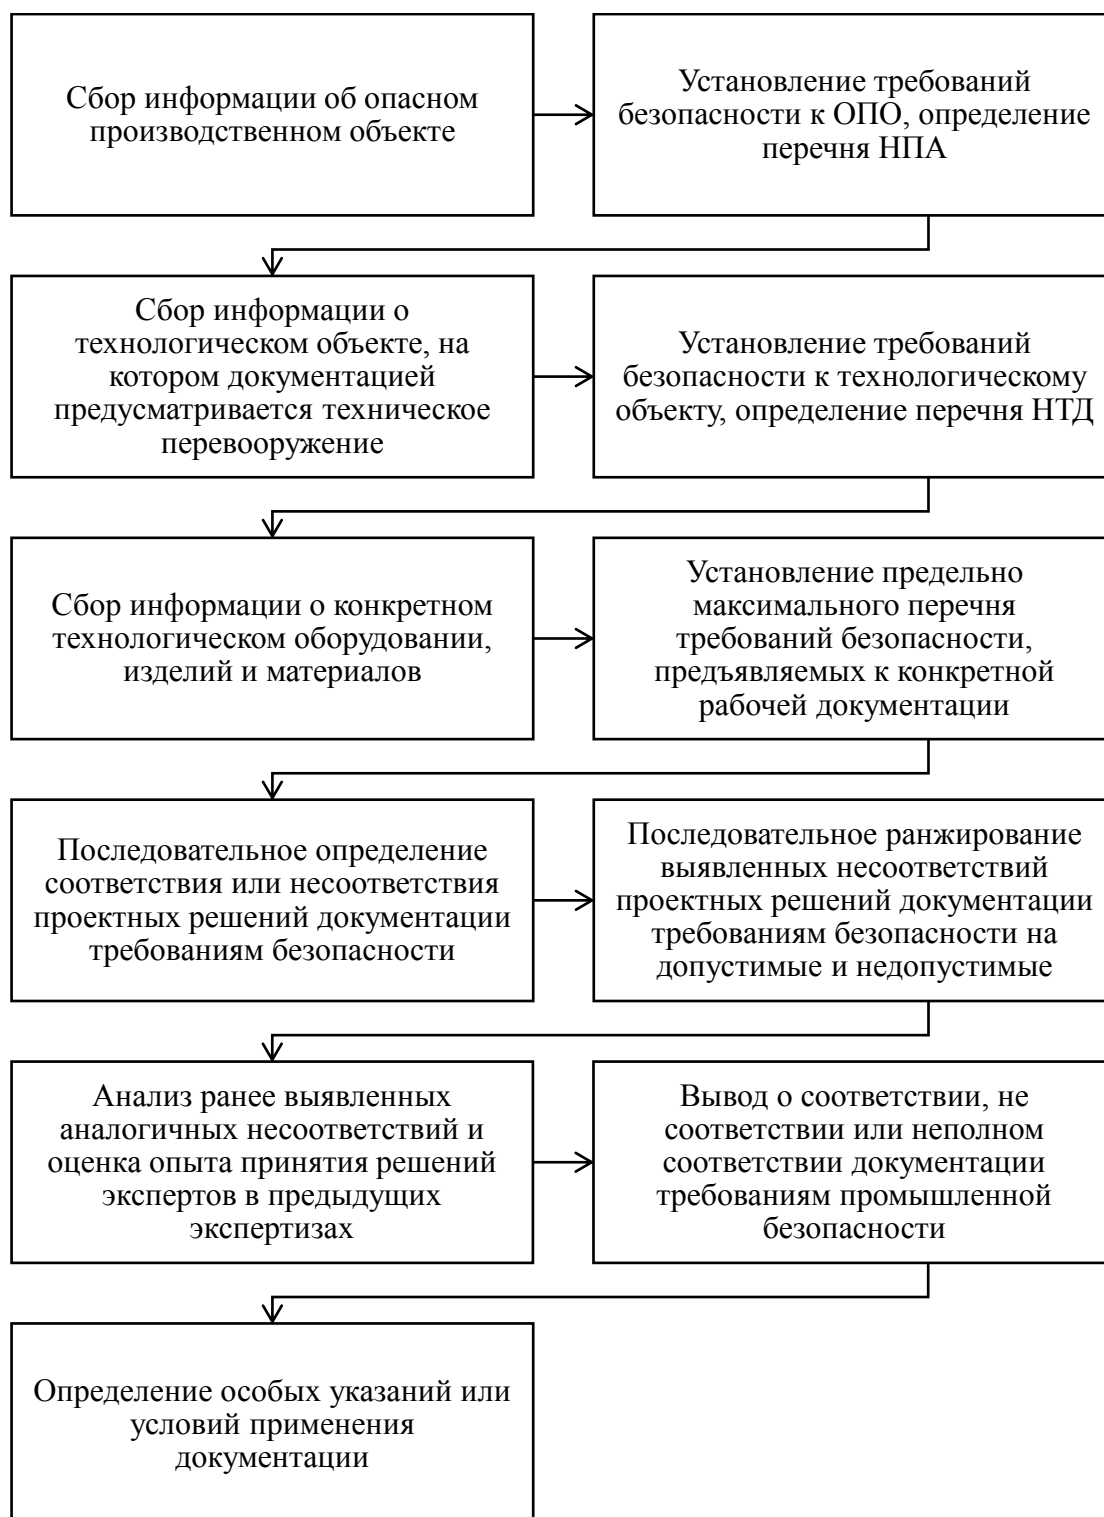 Сбор информации об опасном
производственном объекте
Установление требований
безопасности к ОПО, определение
перечня НПА
Сбор информации о
технологическом объекте, на
котором документацией
предусматривается техническое
перевооружение
Установление требований
безопасности к технологическому
объекту, определение перечня НТД
Сбор информации о конкретном
технологическом оборудовании,
изделий и материалов
Установление предельно
максимального перечня
требований безопасности,
предъявляемых к конкретной
рабочей документации
Последовательное определение
соответствия или несоответствия
проектных решений документации
требованиям безопасности
Последовательное ранжирование
выявленных несоответствий
проектных решений документации
требованиям безопасности на
допустимые и недопустимые
Анализ ранее выявленных
аналогичных несоответствий и
оценка опыта принятия решений
экспертов в предыдущих
экспертизах
Вывод о соответствии, не
соответствии или неполном
соответствии документации
требованиям промышленной
безопасности
Определение особых указаний или
условий применения
документации